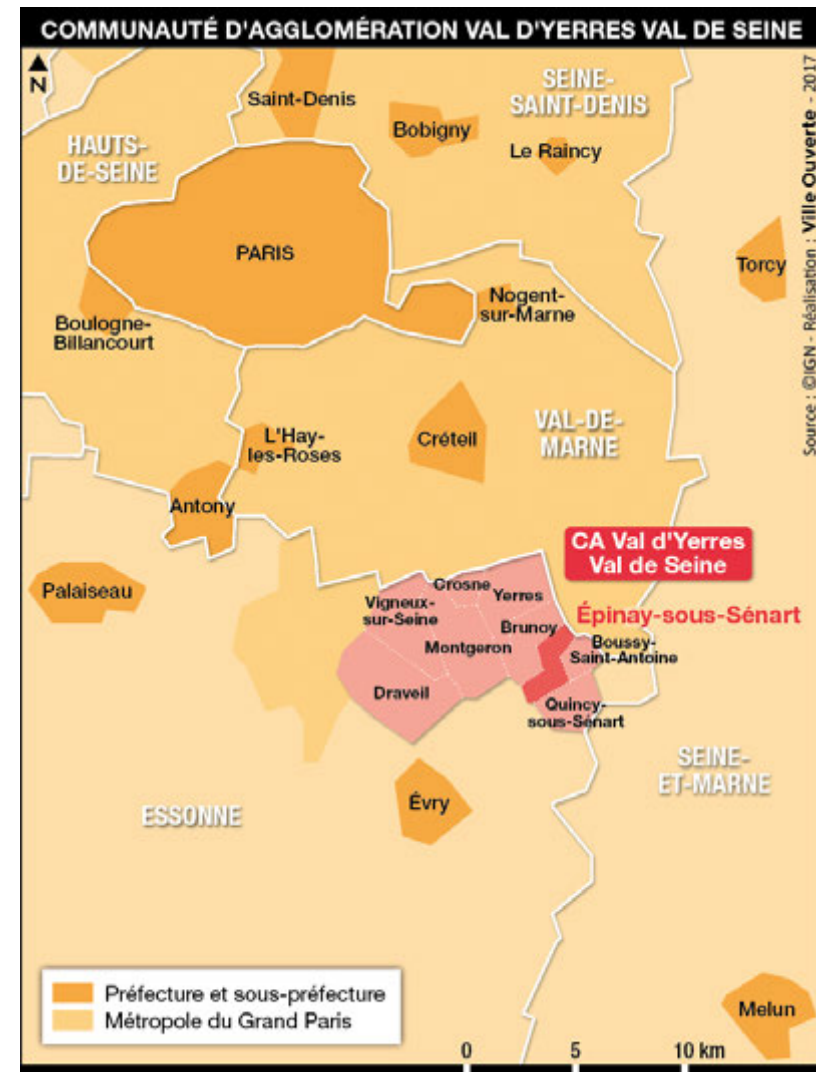 COMMUNAUTÉ D'AGGLOMÉRATION VAL D'YERRES VAL DE SEINE
N
Saint-Denis
SEINE-
SAINT-DENIS
Bobigny
Le Raincy
HAUTS-
DE-SEINE
PARIS
Torcy
Nogent-
sur-Marne
Boulogne-
Billancourt
L'Hay-
les-Roses
Créteil
VAL-DE-
MARNE
Antony
CA Val d'Yerres
Val de Seine
Palaiseau
Crosne
Yerres
Vigneux-
sur-Seine
Épinay-sous-Sénart
Brunoy
Montgeron
Boussy-
Saint-Antoine
Draveil
Quincy-
sous-Sénart
SEINE-
ET-MARNE
ESSONNE
Évry
Préfecture et sous-préfecture
Métropole du Grand Paris
Melun
0 5 10 km
Source : ©IGN - Réalisation : Ville Ouverte - 2017